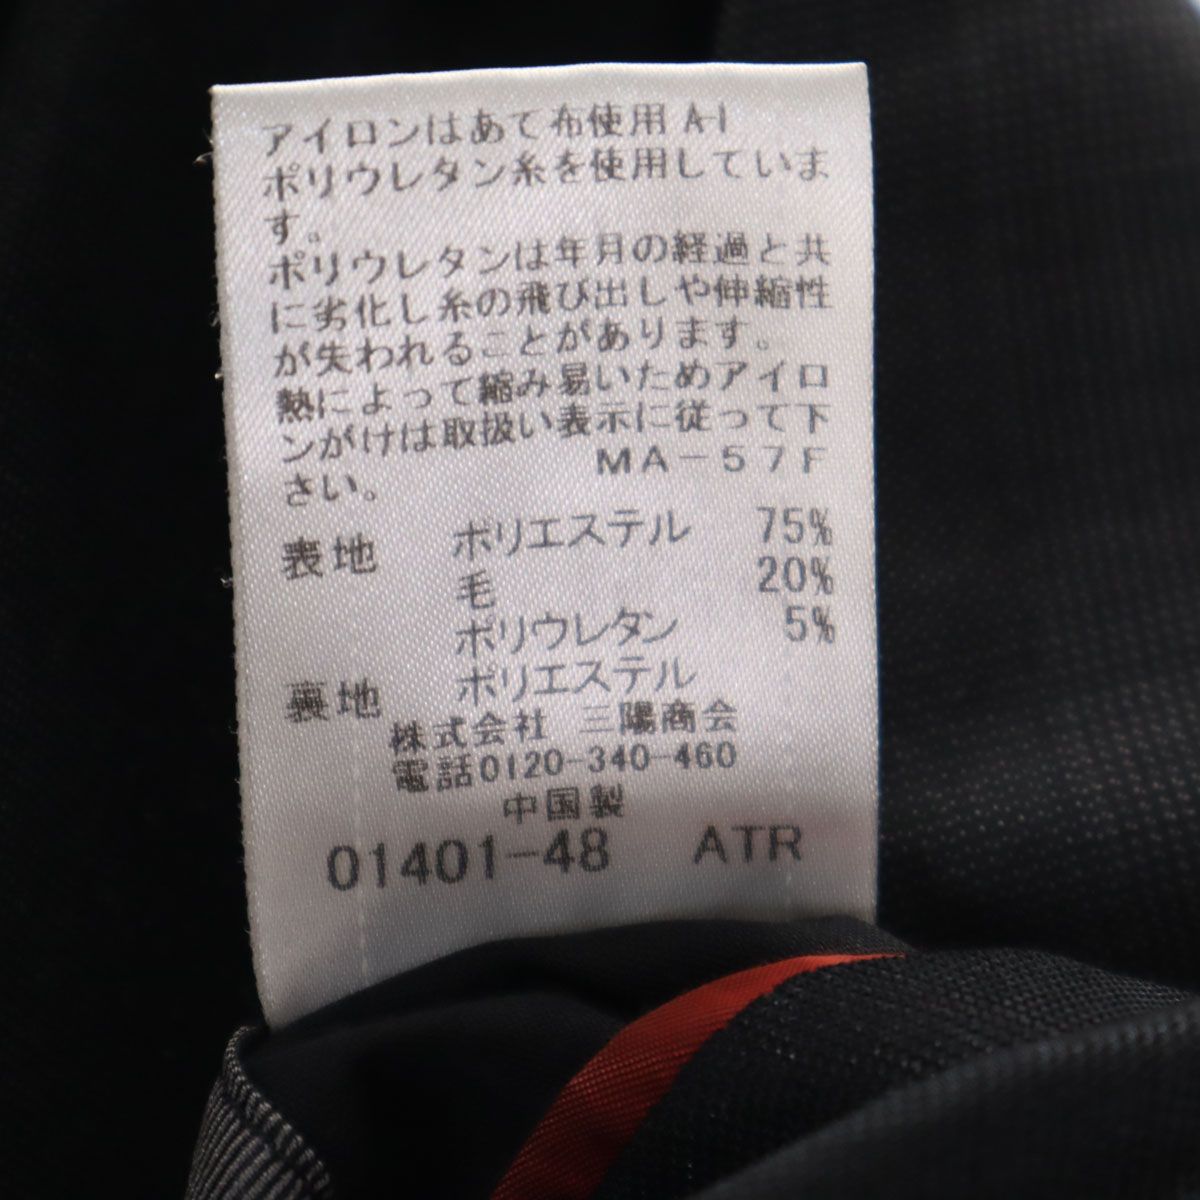 アイロンはあて布使用 A-1
ポリウレタン糸を使用していま
す。
ポリウレタンは年月の経過と共
に劣化し糸の飛び出しや伸縮性
が失われることがあります。
熱によって縮み易いためアイロ
ンがけは取扱い表示に従って下
さい。 MA-57F
表地 ポリエステル 75%
毛 20%
ポリウレタン 5%
裏地 ポリエステル
株式会社 三陽商会
電話0120-340-460
中国製
01401-48 ATR